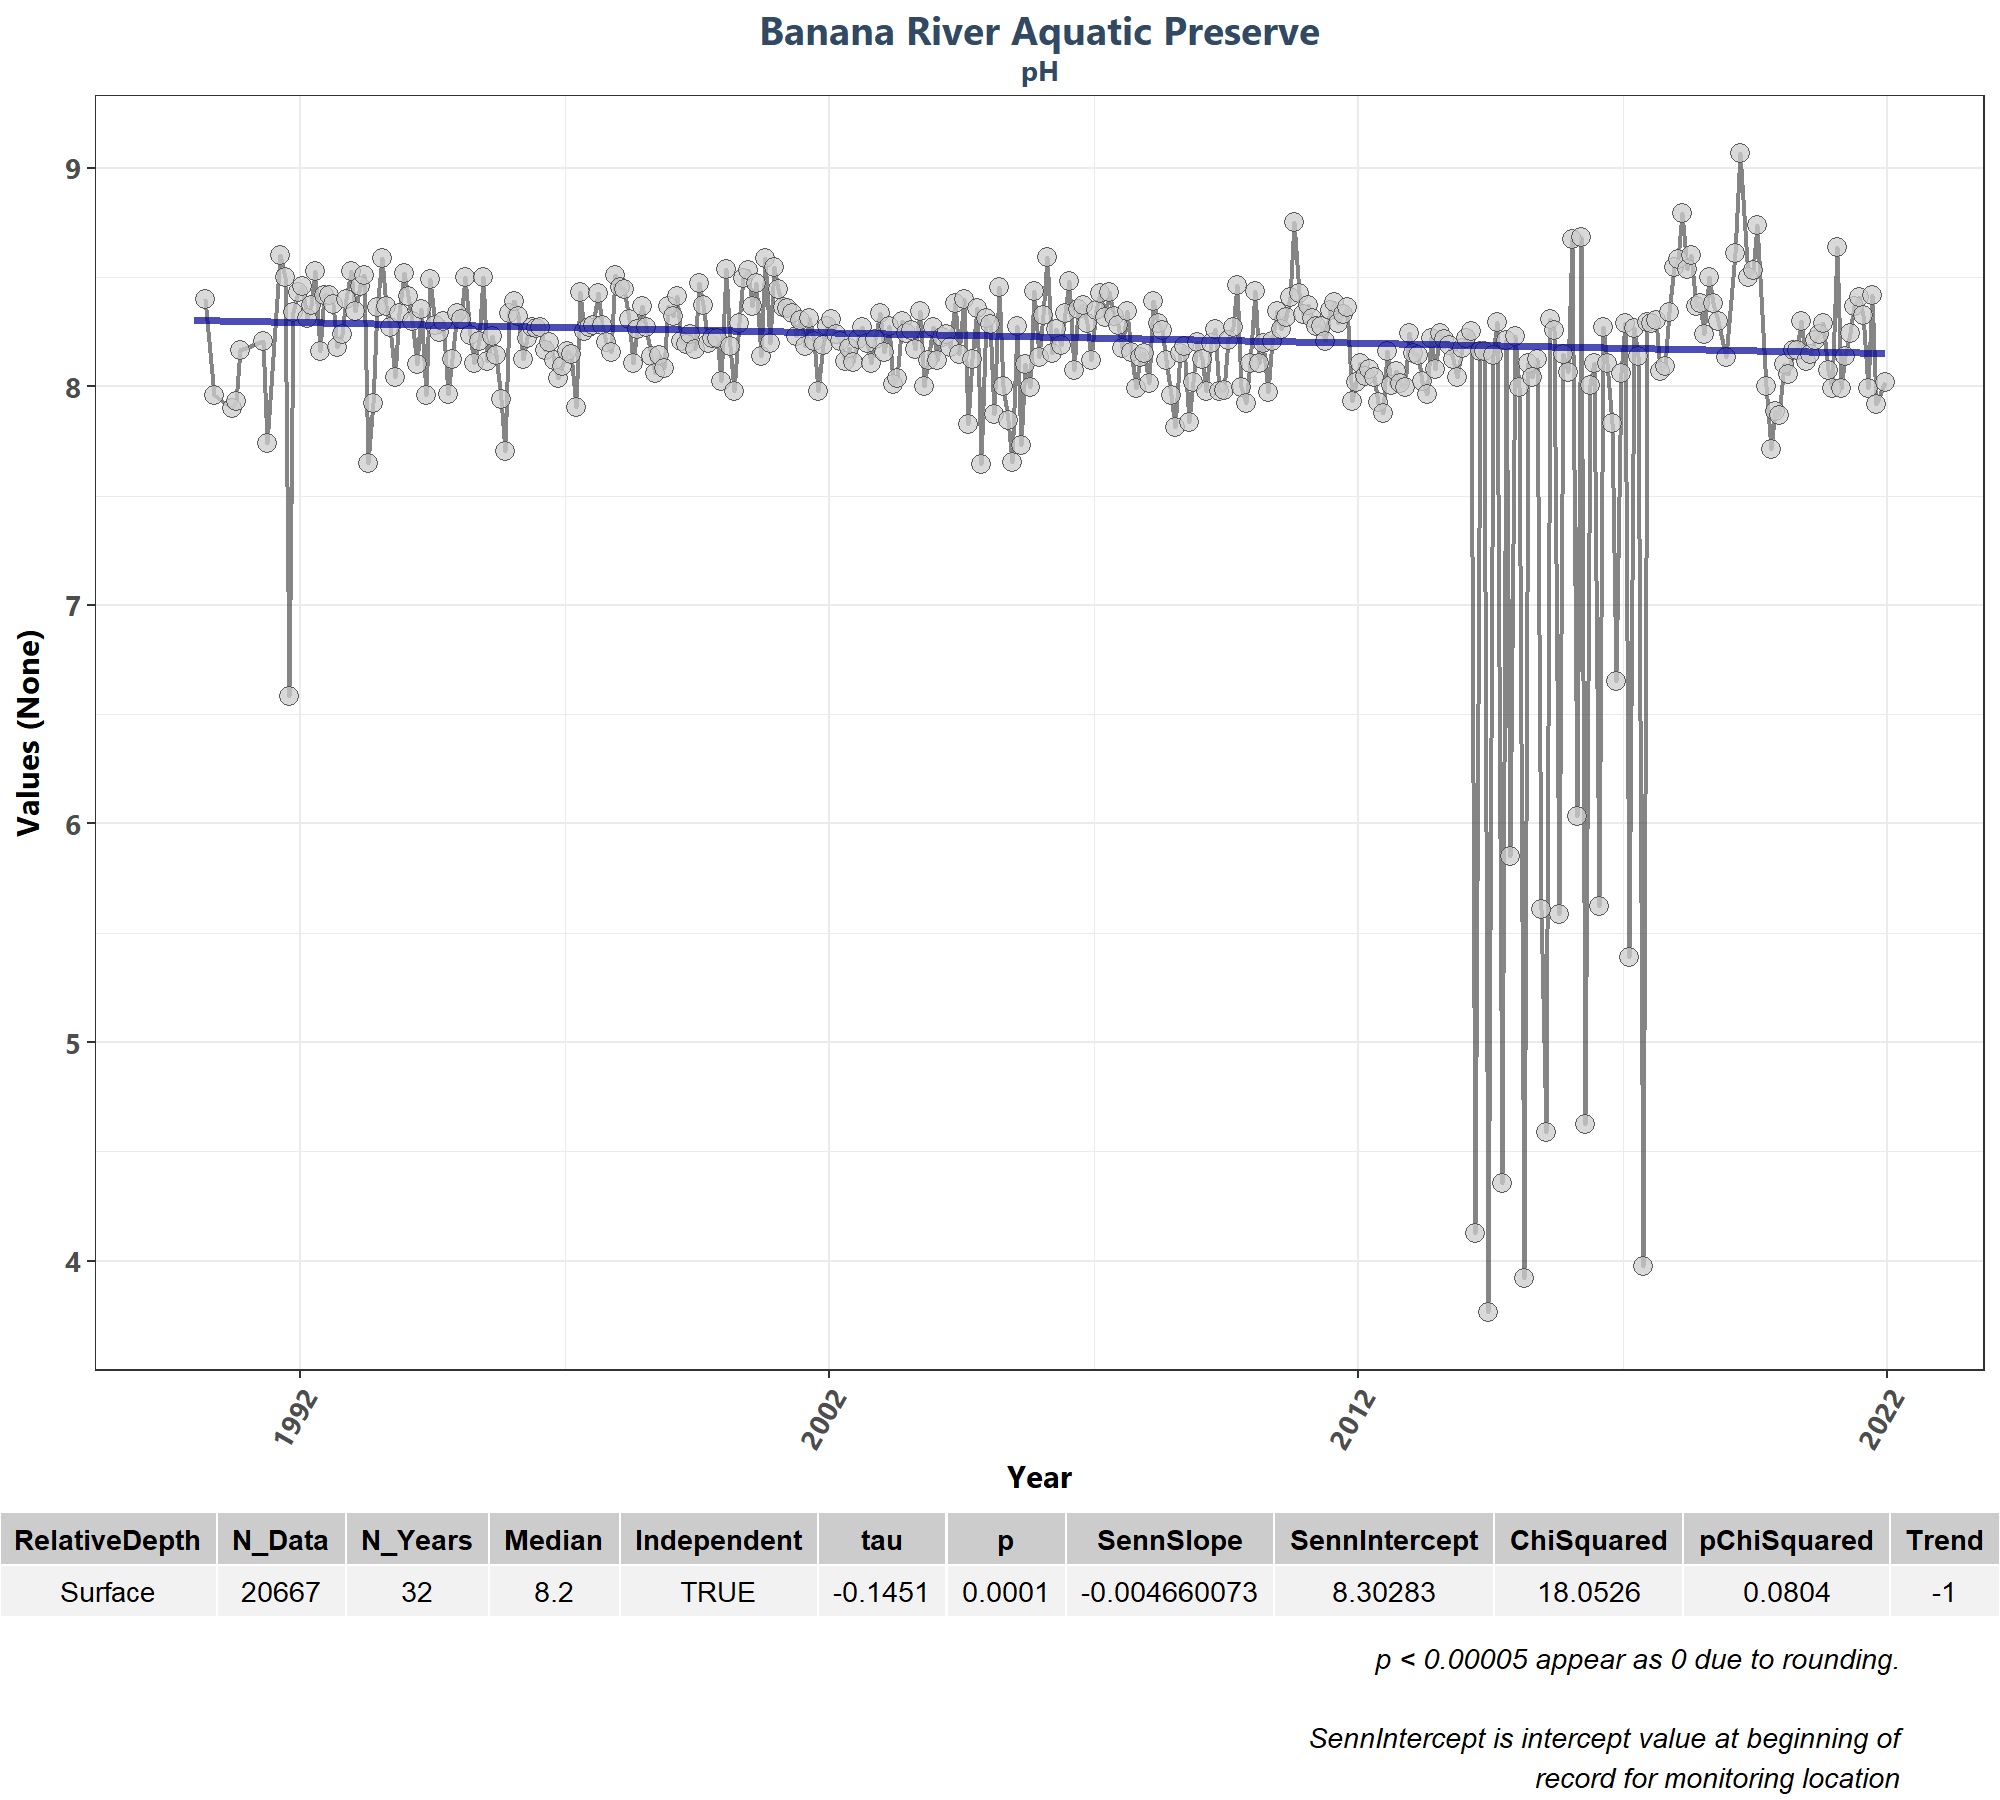 Banana River Aquatic Preserve
pH
9
8
7
6
5
4
Values (None)
1992
2002
2012
2022
Year
RelativeDepth N_Data N_Years Median Independent tau p SennSlope SennIntercept ChiSquared pChiSquared Trend
Surface 20667 32 8.2 TRUE -0.1451 0.0001 -0.004660073 8.30283 18.0526 0.0804 -1
p < 0.00005 appear as 0 due to rounding.
SennIntercept is intercept value at beginning of
record for monitoring location